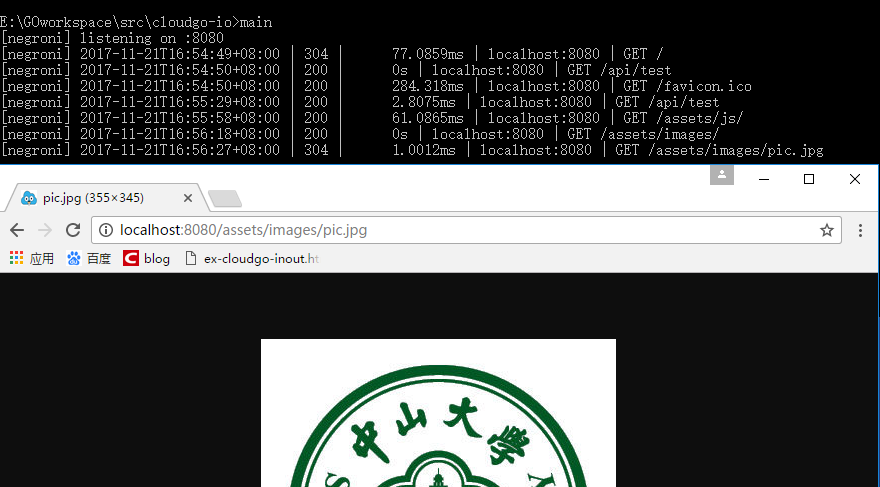 E:\GOworkspace\src\cloudgo-io>main
[negroni] listening on :8080
[negroni] 2017-11-21T16:54:49+08:00 | 304 | 77.0859ms | localhost:8080 | GET /
[negroni] 2017-11-21T16:54:50+08:00 | 200 | 0s | localhost:8080 | GET /api/test
[negroni] 2017-11-21T16:54:50+08:00 | 200 | 284.318ms | localhost:8080 | GET /favicon.ico
[negroni] 2017-11-21T16:55:29+08:00 | 200 | 2.8075ms | localhost:8080 | GET /api/test
[negroni] 2017-11-21T16:55:58+08:00 | 200 | 61.0865ms | localhost:8080 | GET /assets/js/
[negroni] 2017-11-21T16:56:18+08:00 | 200 | 0s | localhost:8080 | GET /assets/images/
[negroni] 2017-11-21T16:56:27+08:00 | 304 | 1.0012ms | localhost:8080 | GET /assets/images/pic.jpg
pic.jpg (355×345)
localhost:8080/assets/images/pic.jpg
应用 百度 blog ex-cloudgo-inout.ht
中山大學